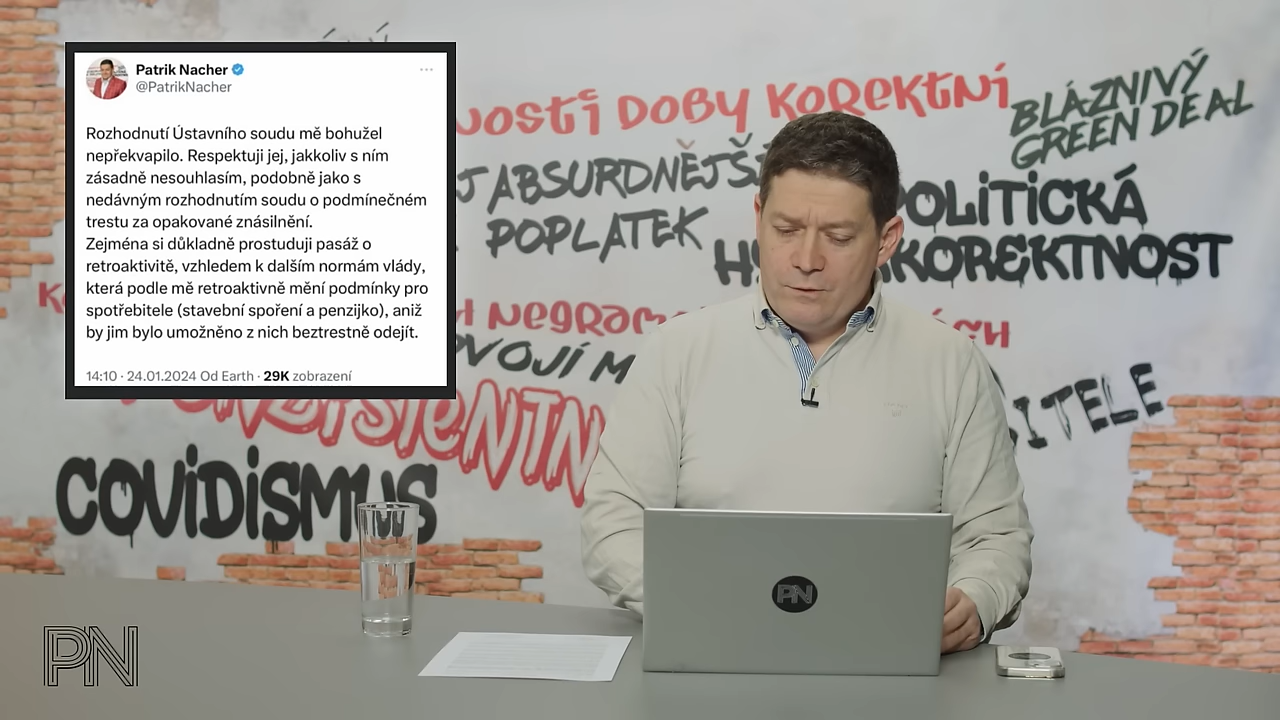 Patrik Nacher
@PatrikNacher
Rozhodnutí Ústavního soudu mě bohužel
nepřekvapilo. Respektuji jej, jakkoliv s ním
zásadně nesouhlasím, podobně jako s
nedávným rozhodnutím soudu o podmínečném
trestu za opakované znásilnění.
Zejména si důkladně prostuduji pasáž o
retroaktivitě, vzhledem k dalším normám vlády,
která podle mě retroaktivně mění podmínky pro
spotřebitele (stavební spoření a penzijko), aniž
by jim bylo umožněno z nich beztrestně odejít.
14:10 · 24.01.2024 Od Earth · 29K zobrazení
DOBY KOREKTNÍ
BLÁZNIVÝ
GREEN DEAL
POPLATEK
POLITICKÁ
COVIDISMUS
PN
PN